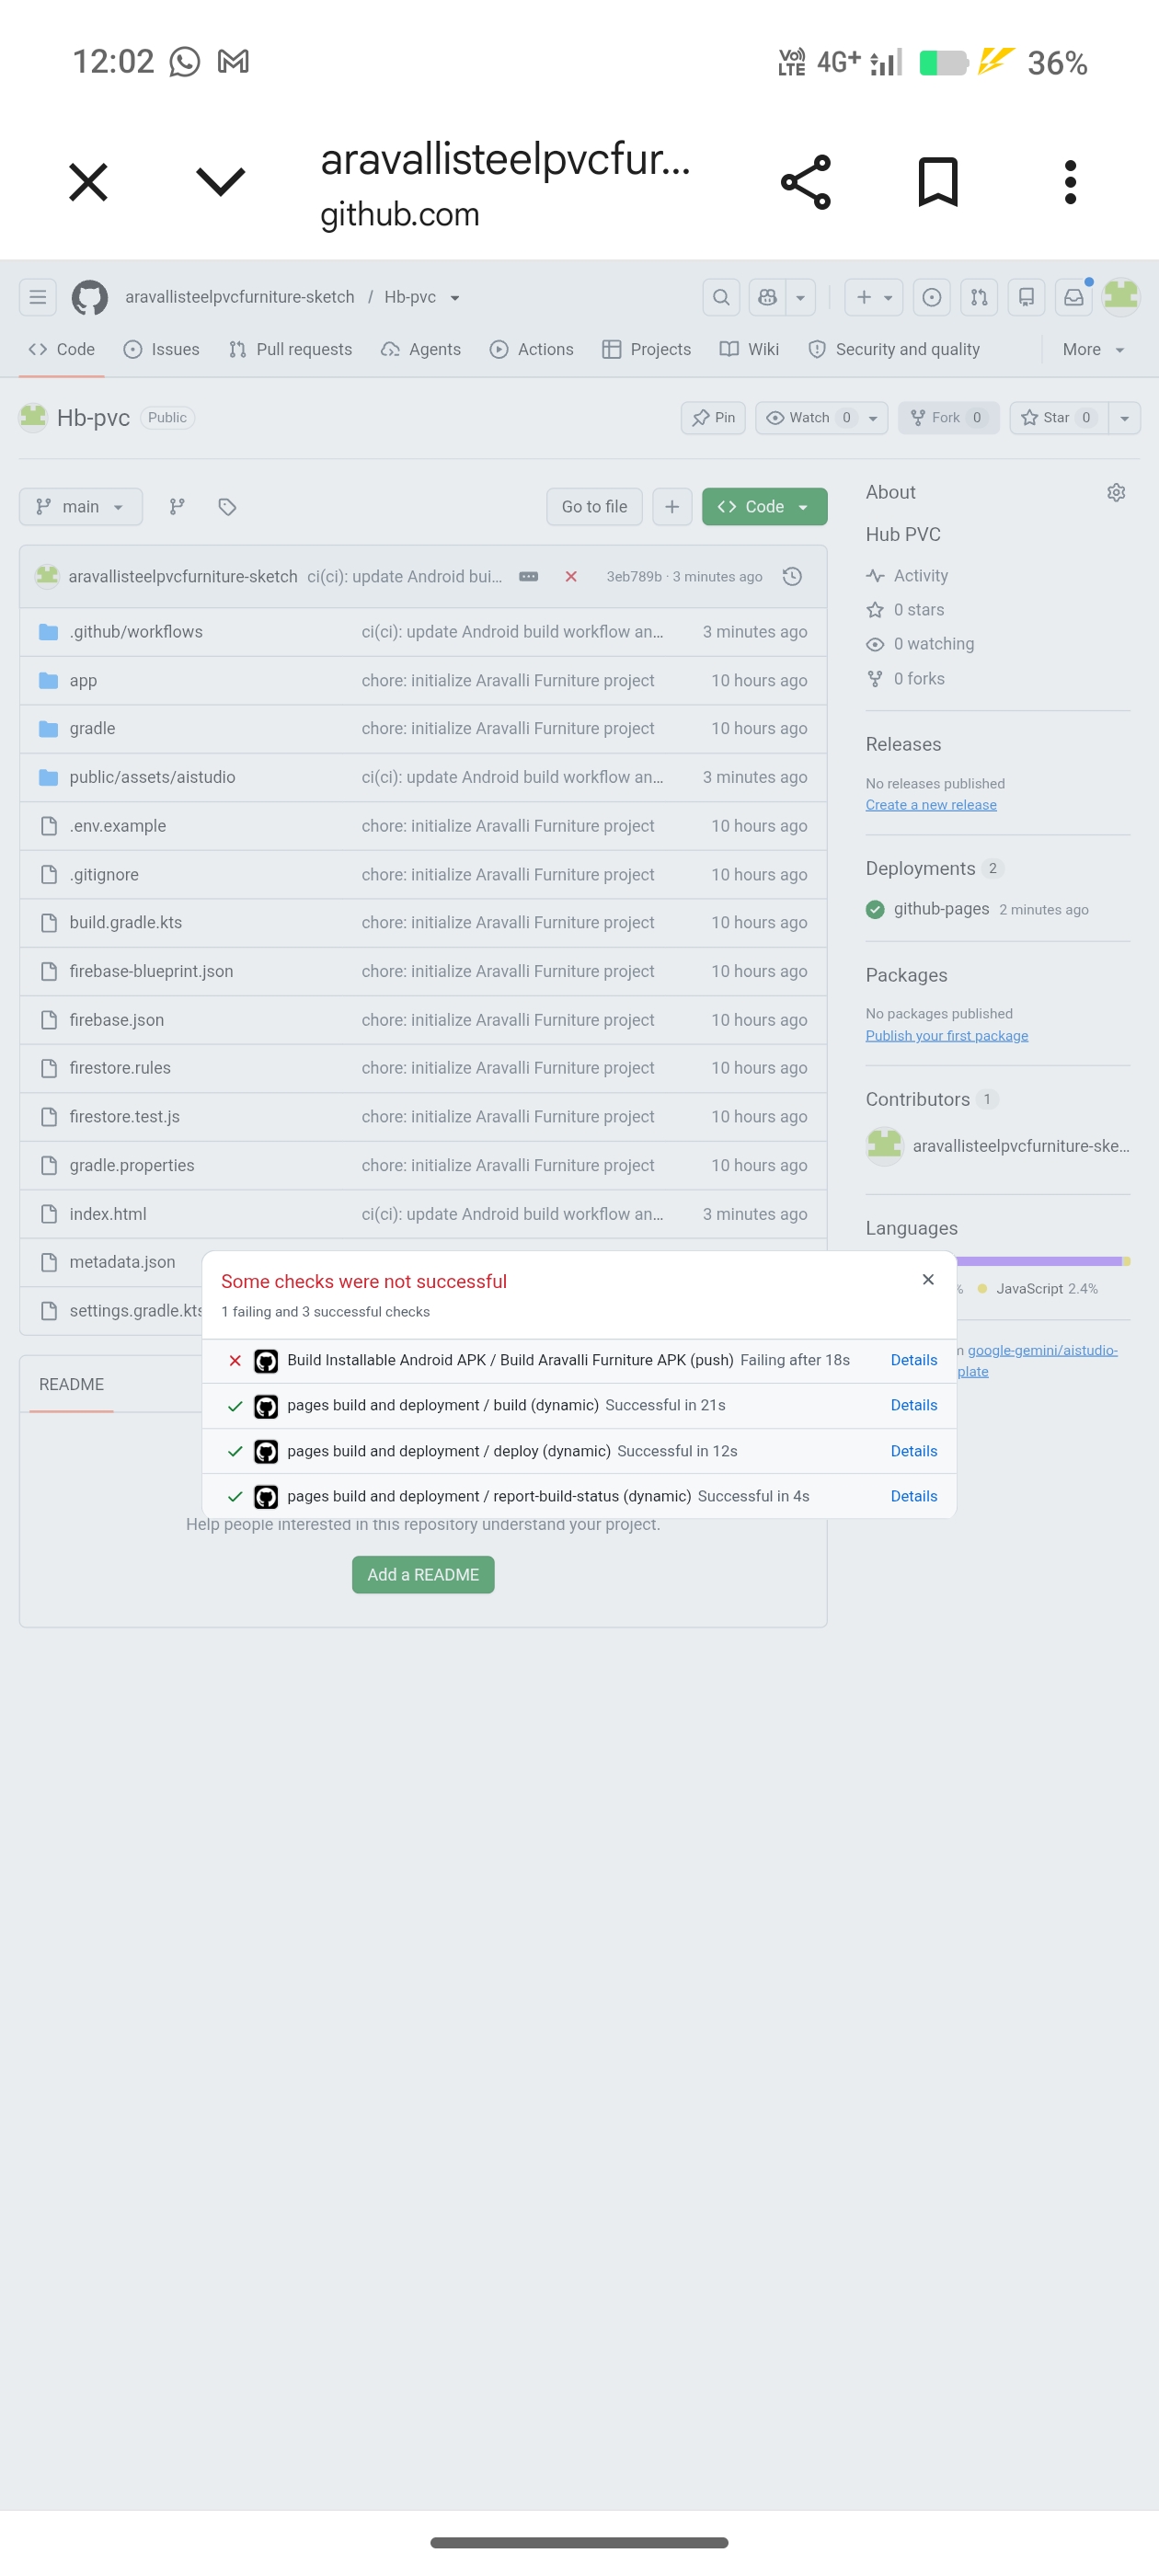 12:02
Vo) LTE 4G+ 36%
aravallisteelpvcfur...
github.com
aravallisteelpvcfurniture-sketch / Hb-pvc
Code Issues Pull requests Agents Actions Projects Wiki Security and quality More
Hb-pvc Public Pin Watch 0 Fork 0 Star 0
main Go to file Code
aravallisteelpvcfurniture-sketch ci(ci): update Android bui... 3eb789b · 3 minutes ago
.github/workflows ci(ci): update Android build workflow an... 3 minutes ago
app chore: initialize Aravalli Furniture project 10 hours ago
gradle chore: initialize Aravalli Furniture project 10 hours ago
public/assets/aistudio ci(ci): update Android build workflow an... 3 minutes ago
.env.example chore: initialize Aravalli Furniture project 10 hours ago
.gitignore chore: initialize Aravalli Furniture project 10 hours ago
build.gradle.kts chore: initialize Aravalli Furniture project 10 hours ago
firebase-blueprint.json chore: initialize Aravalli Furniture project 10 hours ago
firebase.json chore: initialize Aravalli Furniture project 10 hours ago
firestore.rules chore: initialize Aravalli Furniture project 10 hours ago
firestore.test.js chore: initialize Aravalli Furniture project 10 hours ago
gradle.properties chore: initialize Aravalli Furniture project 10 hours ago
index.html ci(ci): update Android build workflow an... 3 minutes ago
metadata.json
settings.gradle.kts
About
Hub PVC
Activity
0 stars
0 watching
0 forks
Releases
No releases published
Create a new release
Deployments 2
github-pages 2 minutes ago
Packages
No packages published
Publish your first package
Contributors 1
aravallisteelpvcfurniture-ske...
Languages
% JavaScript 2.4%
google-gemini/aistudio-
plate
Some checks were not successful
1 failing and 3 successful checks
Build Installable Android APK / Build Aravalli Furniture APK (push) Failing after 18s Details
pages build and deployment / build (dynamic) Successful in 21s Details
pages build and deployment / deploy (dynamic) Successful in 12s Details
pages build and deployment / report-build-status (dynamic) Successful in 4s Details
README
Help people interested in this repository understand your project.
Add a README